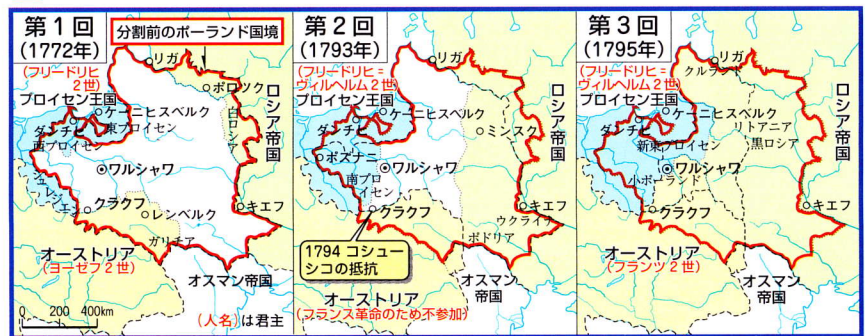 第1回
(1772年)
分割前のポーランド国境
リガ
(フリードリヒ
2世)
ポロツク
プロイセン王国
ケーニヒスベルク
ダンチヒ
東プロイセン
西プロイセン
白ロシア
ロシア帝国
ワルシャワ
シュレジエン
クラクフ
レンベルク
キエフ
ガリチア
オーストリア
(ヨーゼフ2世)
オスマン帝国
0 200 400km
(人名)は君主
第2回
(1793年)
リガ
(フリードリヒ=
ヴィルヘルム2世)
プロイセン王国
ケーニヒスベルク
ダンチヒ
ミンスク
ロシア帝国
ポズナニ
ワルシャワ
南プロ
イセン
クラクフ
キエフ
ウクライナ
ポドリア
1794 コシュー
シコの抵抗
オスマン
帝国
オーストリア
(フランス革命のため不参加)
第3回
(1795年)
リガ
クルランド
(フリードリヒ=
ヴィルヘルム2世)
プロイセン王国
ケーニヒスベルク
ダンチヒ
リトアニア
新東プロイセン
黒ロシア
ロシア帝国
ワルシャワ
小ポーランド
クラクフ
キエフ
オーストリア
(フランツ2世)
オスマン帝国